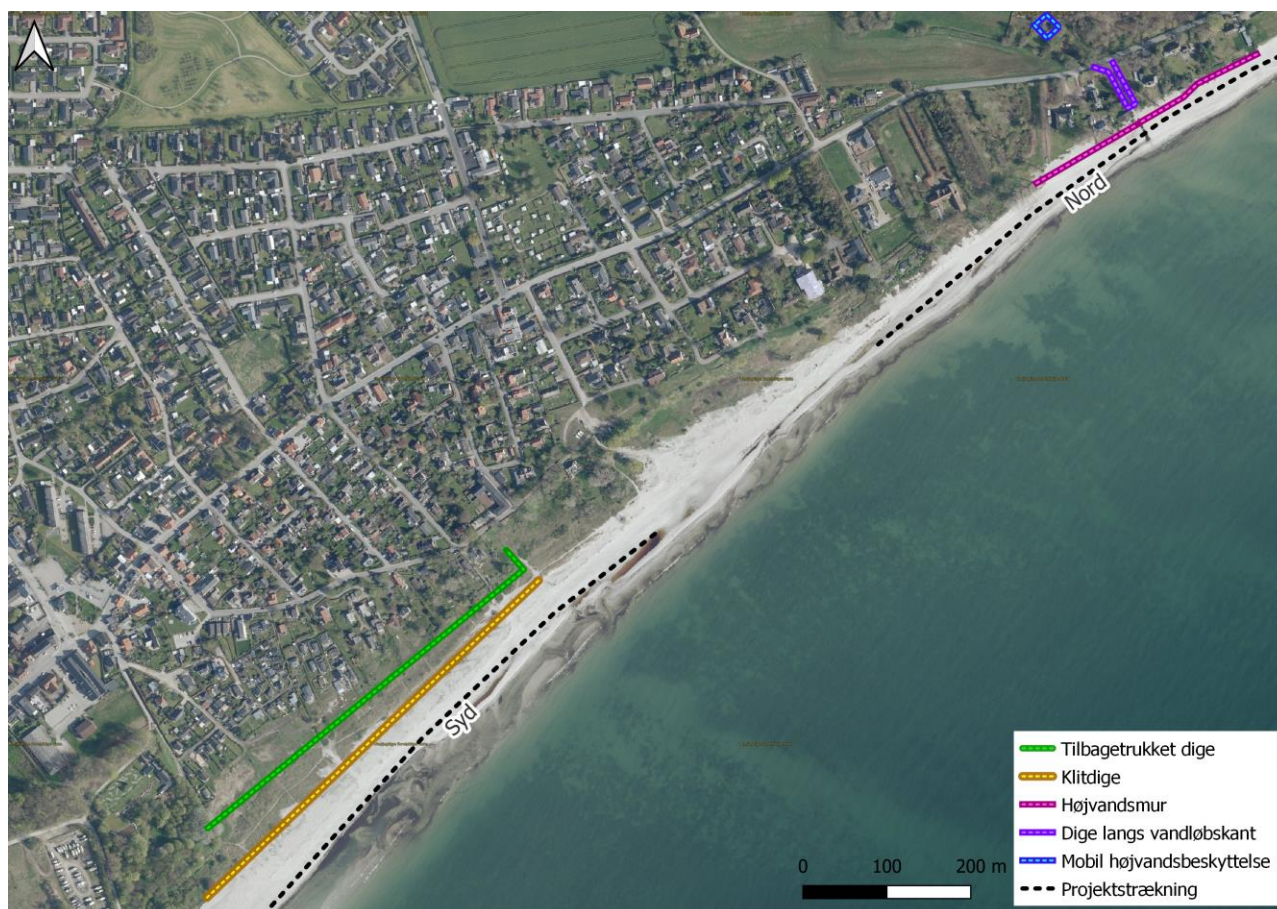 Nord
Syd
Tilbagetrukket dige
Klitdige
Højvandsmur
Dige langs vandløbskant
Mobil højvandsbeskyttelse
Projektstrækning
0 100 200 m